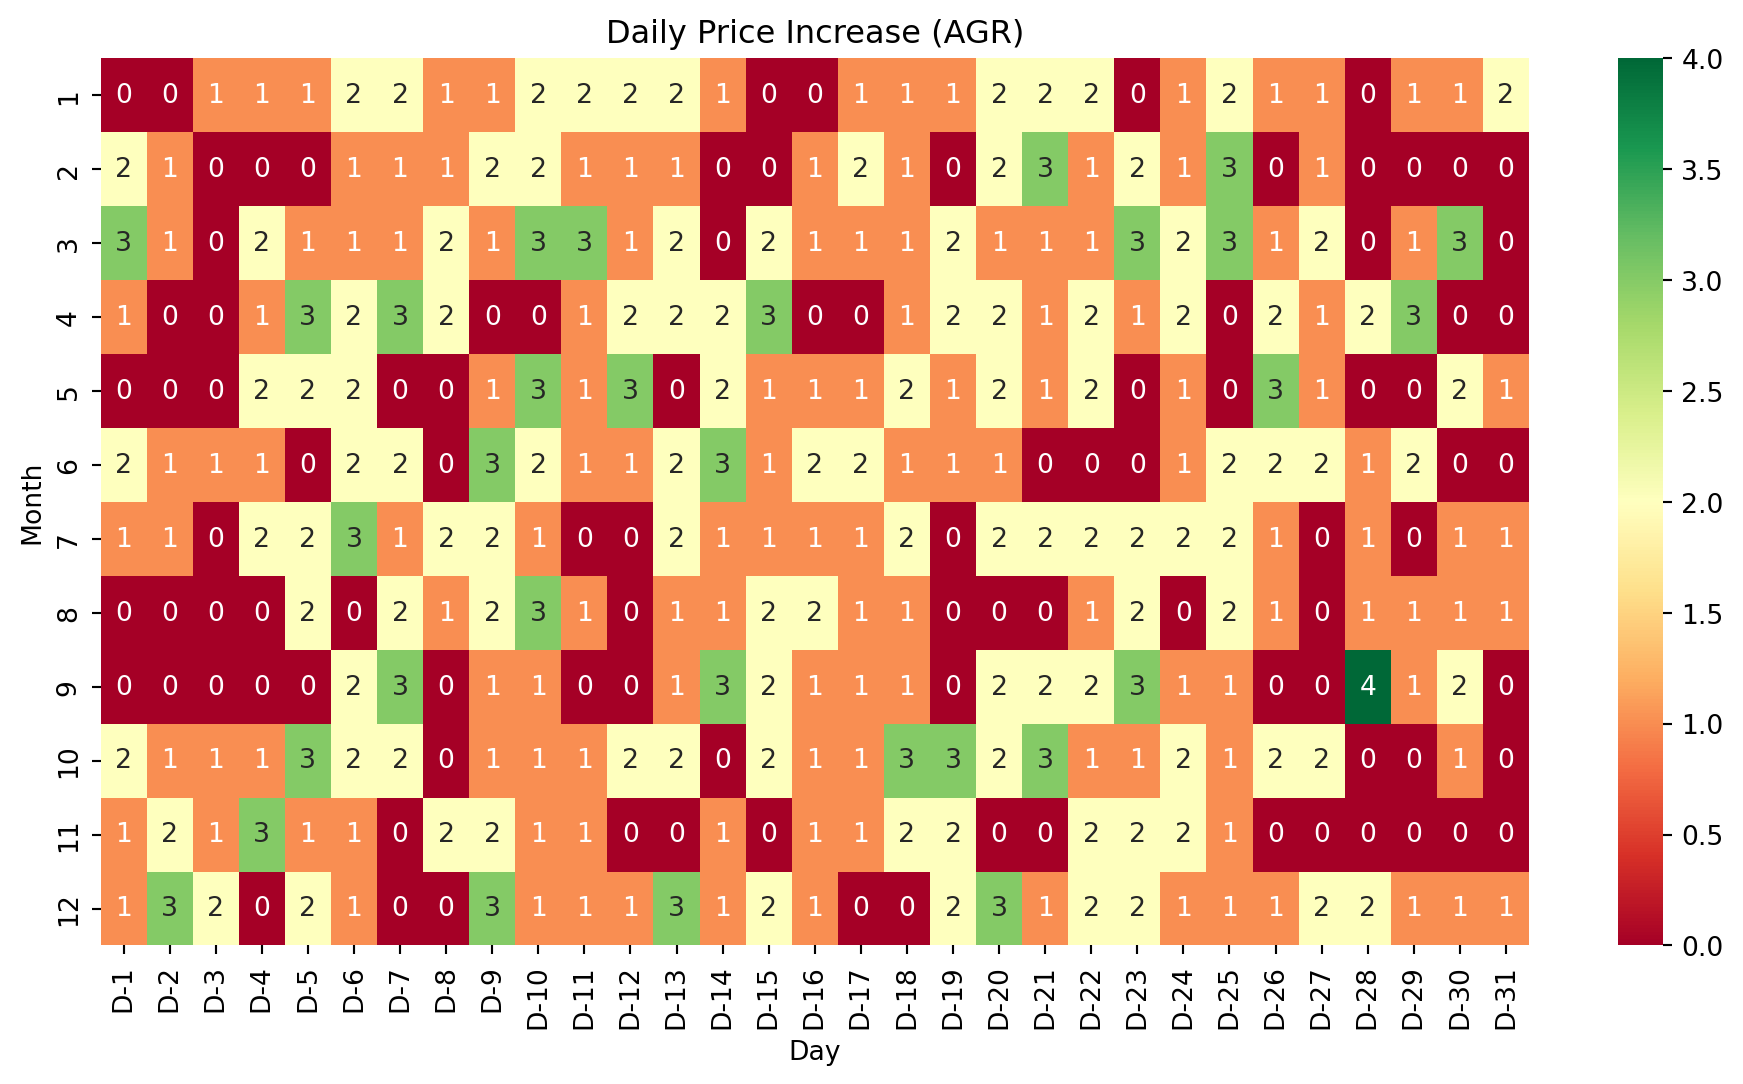 Daily Price Increase (AGR)
1 0 0 1 1 1 2 2 1 1 2 2 2 2 1 0 0 1 1 1 2 2 2 0 1 2 1 1 0 1 1 2
2 2 1 0 0 0 1 1 1 2 2 1 1 1 0 0 1 2 1 0 2 3 1 2 1 3 0 1 0 0 0 0
3 3 1 0 2 1 1 1 2 1 3 3 1 2 0 2 1 1 1 2 1 1 1 3 2 3 1 2 0 1 3 0
4 1 0 0 1 3 2 3 2 0 0 1 2 2 2 3 0 0 1 2 2 1 2 1 2 0 2 1 2 3 0 0
5 0 0 0 2 2 2 0 0 1 3 1 3 0 2 1 1 1 2 1 2 1 2 0 1 0 3 1 0 0 2 1
6 2 1 1 1 0 2 2 0 3 2 1 1 2 3 1 2 2 1 1 1 0 0 0 1 2 2 2 1 2 0 0
7 1 1 0 2 2 3 1 2 2 1 0 0 2 1 1 1 1 2 0 2 2 2 2 2 2 1 0 1 0 1 1
8 0 0 0 0 2 0 2 1 2 3 1 0 1 1 2 2 1 1 0 0 0 1 2 0 2 1 0 1 1 1 1
9 0 0 0 0 0 2 3 0 1 1 0 0 1 3 2 1 1 1 0 2 2 2 3 1 1 0 0 4 1 2 0
10 2 1 1 1 3 2 2 0 1 1 1 2 2 0 2 1 1 3 3 2 3 1 1 2 1 2 2 0 0 1 0
11 1 2 1 3 1 1 0 2 2 1 1 0 0 1 0 1 1 2 2 0 0 2 2 2 1 0 0 0 0 0 0
12 1 3 2 0 2 1 0 0 3 1 1 1 3 1 2 1 0 0 2 3 1 2 2 1 1 1 2 2 1 1 1
Month
D-1 D-2 D-3 D-4 D-5 D-6 D-7 D-8 D-9 D-10 D-11 D-12 D-13 D-14 D-15 D-16 D-17 D-18 D-19 D-20 D-21 D-22 D-23 D-24 D-25 D-26 D-27 D-28 D-29 D-30 D-31
Day
4.0
3.5
3.0
2.5
2.0
1.5
1.0
0.5
0.0